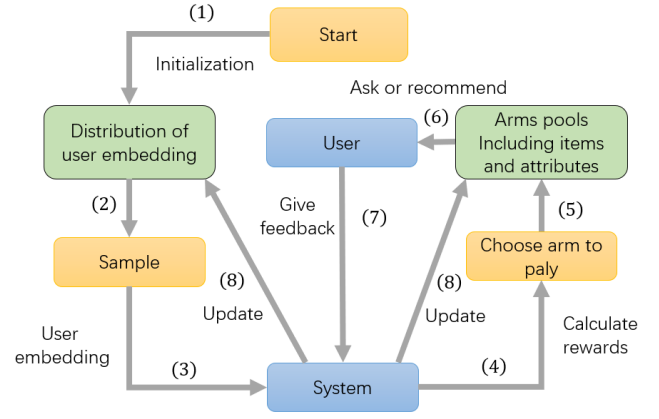 (1)
Start
Initialization
Ask or recommend
Distribution of
user embedding
User
(6)
Arms pools
Including items
and attributes
(2)
Give
feedback
(7)
(5)
Sample
(8)
Update
(8)
Update
Choose arm to
paly
User
embedding
(3)
System
(4)
Calculate
rewards